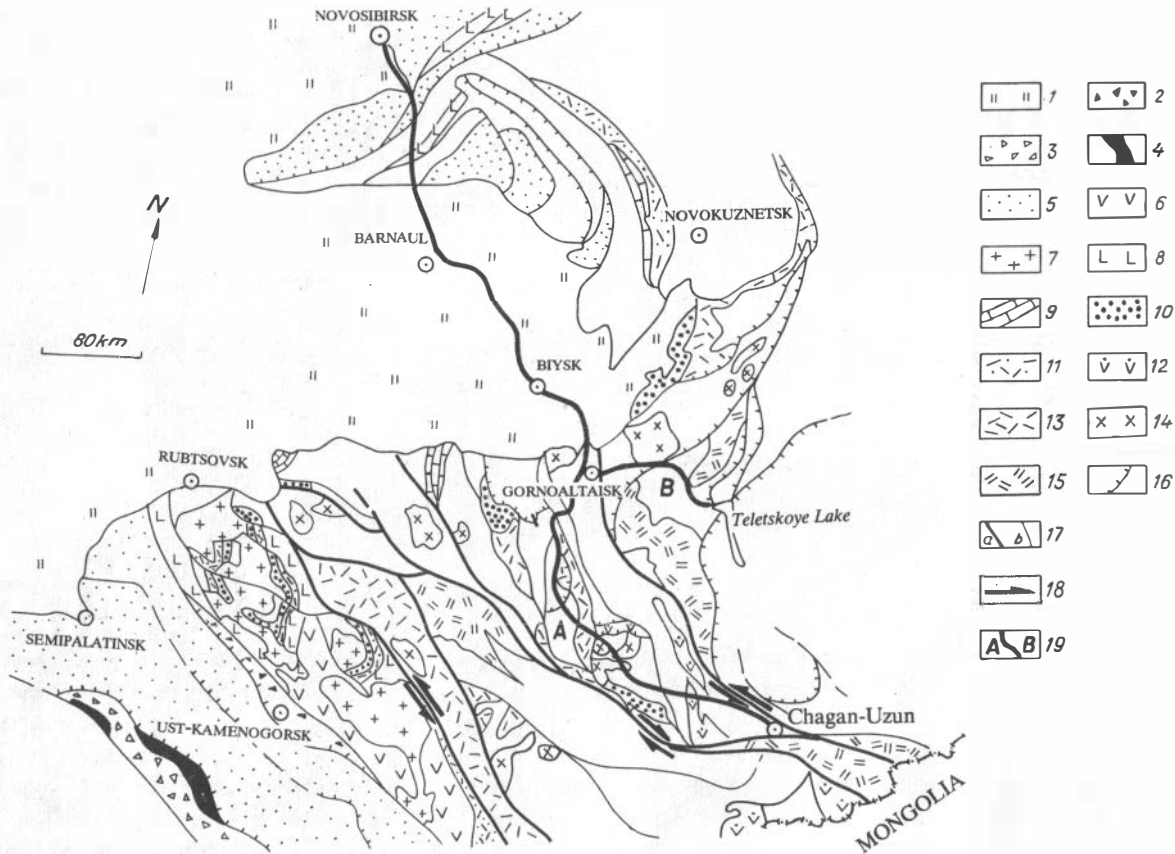 NOVOSIBIRSK
NOVOKUZNETSK
N
BARNAUL
80km
BIYSK
RUBTSOVSK
GORNOALTAISK
B
Teletskoye Lake
A
SEMIPALATINSK
UST-KAMENOGORSK
Chagan-Uzun
MONGOLIA
1 2
3 4
5 6
7 8
9 10
11 12
13 14
15 16
a b 17
18
A B 19